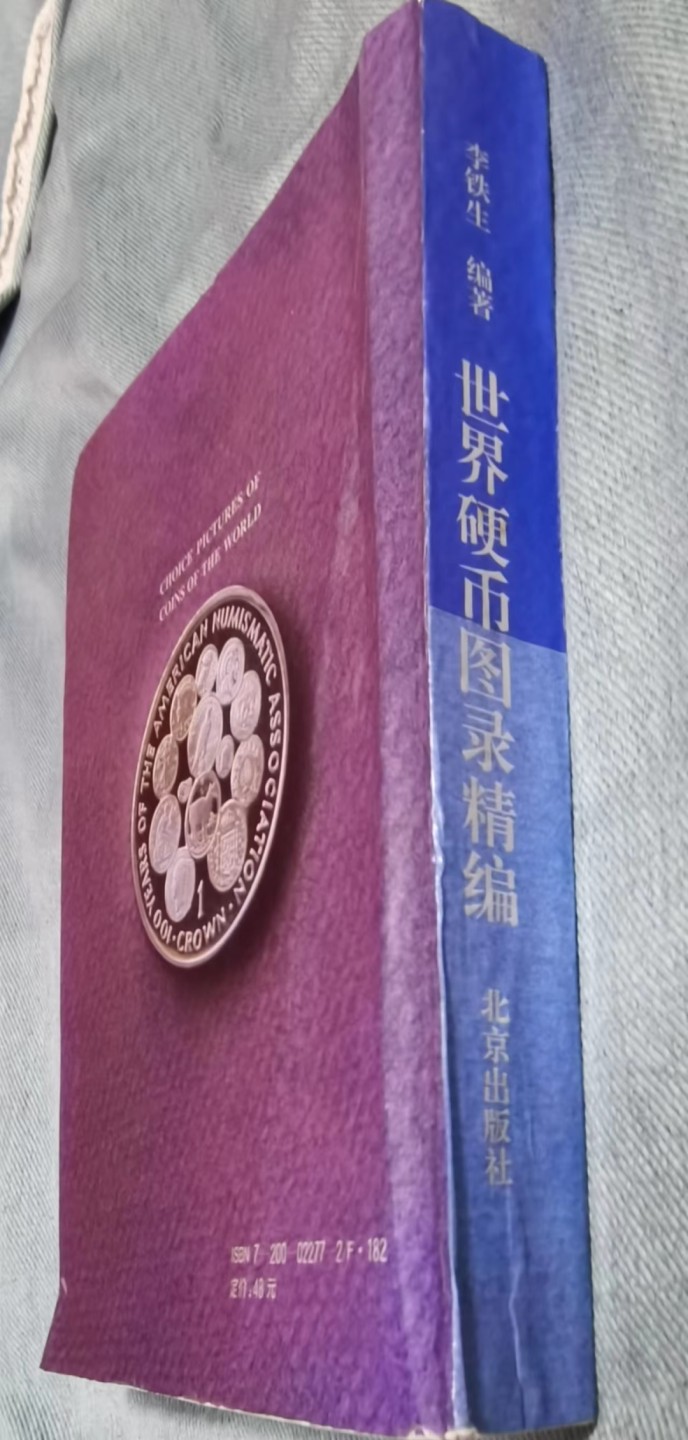 李铁生 编著 世界硬币图录精编 北京出版社
CHOICE PICTURES OF
COINS OF THE WORLD
100 YEARS OF THE AMERICAN NUMISMATIC ASSOCIATION
1
CROWN
ISBN 7-200-02277-2/F·182
定价:48元